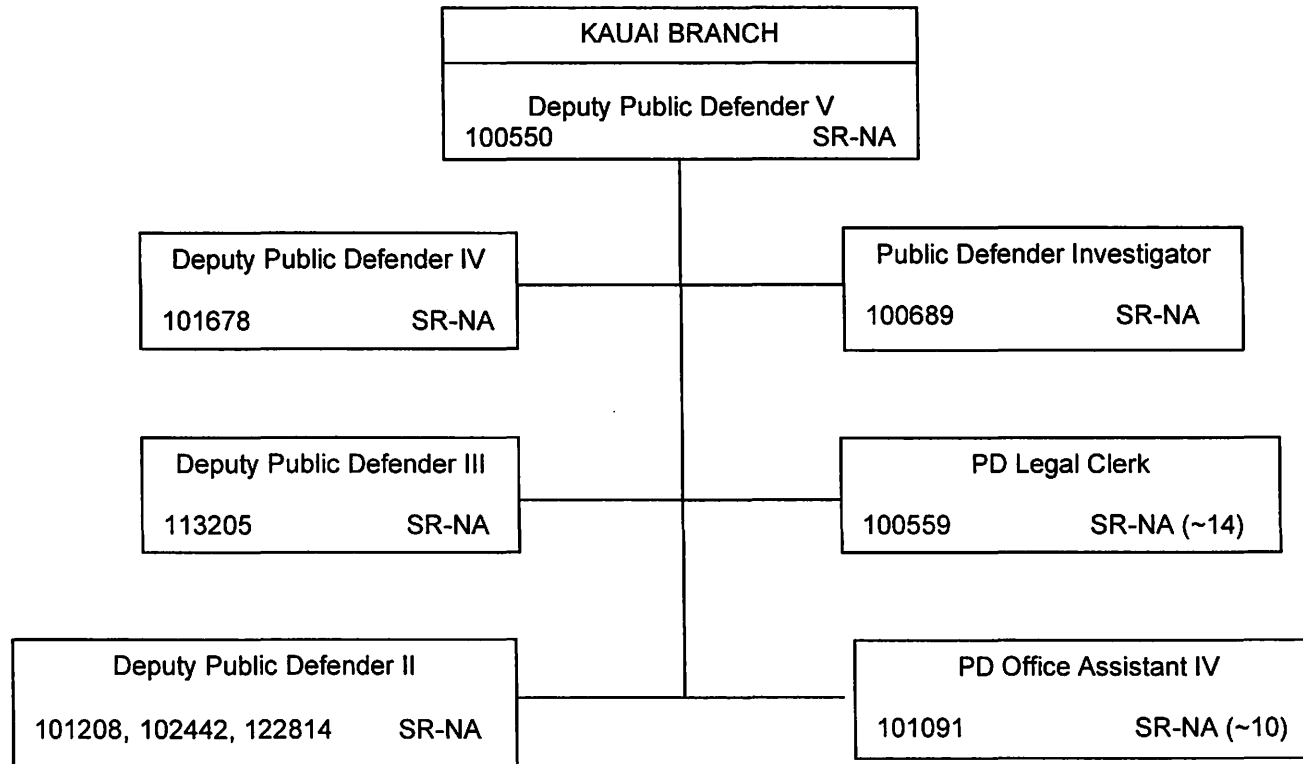 KAUAI BRANCH
Deputy Public Defender V
100550 SR-NA
Deputy Public Defender IV
101678 SR-NA
Public Defender Investigator
100689 SR-NA
Deputy Public Defender III
113205 SR-NA
PD Legal Clerk
100559 SR-NA (~14)
Deputy Public Defender II
101208, 102442, 122814 SR-NA
PD Office Assistant IV
101091 SR-NA (~10)